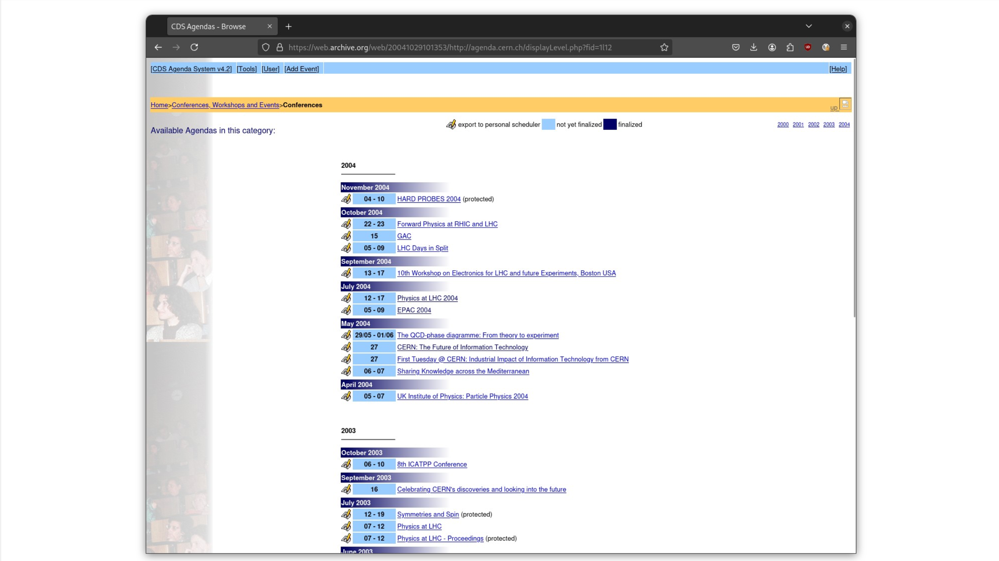 CDS Agendas - Browse
https://web.archive.org/web/20041029101353/http://agenda.cern.ch/displayLevel.php?fid=1l12
[CDS Agenda System v4.2] [Tools] [User] [Add Event] [Help]
Home>Conferences, Workshops and Events>Conferences up
export to personal scheduler not yet finalized finalized 2000 2001 2002 2003 2004
Available Agendas in this category:
2004
November 2004
04 - 10 HARD PROBES 2004 (protected)
October 2004
22 - 23 Forward Physics at RHIC and LHC
15 GAC
05 - 09 LHC Days in Split
September 2004
13 - 17 10th Workshop on Electronics for LHC and future Experiments, Boston USA
July 2004
12 - 17 Physics at LHC 2004
05 - 09 EPAC 2004
May 2004
29/05 - 01/06 The QCD-phase diagramme: From theory to experiment
27 CERN: The Future of Information Technology
27 First Tuesday @ CERN: Industrial Impact of Information Technology from CERN
06 - 07 Sharing Knowledge across the Mediterranean
April 2004
05 - 07 UK Institute of Physics: Particle Physics 2004
2003
October 2003
06 - 10 8th ICATPP Conference
September 2003
16 Celebrating CERN's discoveries and looking into the future
July 2003
12 - 19 Symmetries and Spin (protected)
07 - 12 Physics at LHC
07 - 12 Physics at LHC - Proceedings (protected)
June 2003